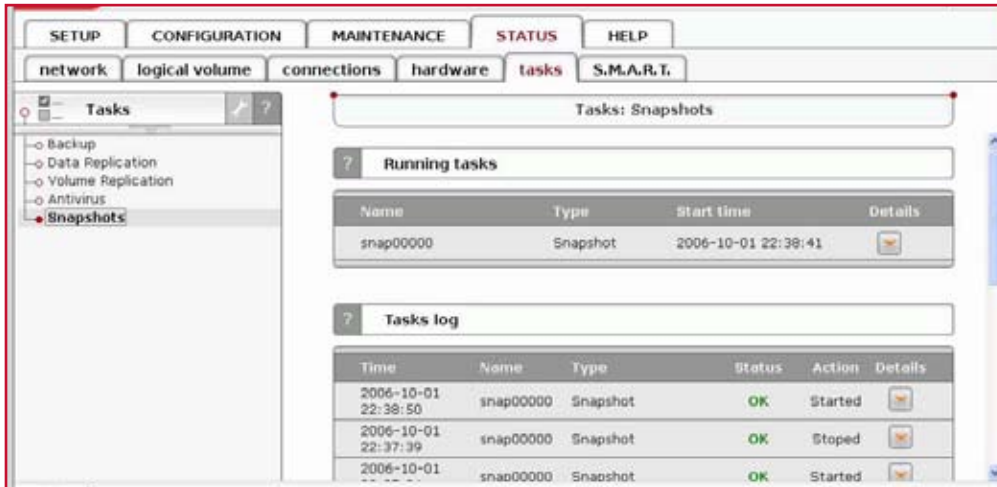 SETUP CONFIGURATION MAINTENANCE STATUS HELP
network logical volume connections hardware tasks S.M.A.R.T.
Tasks ?
Backup
Data Replication
Volume Replication
Antivirus
Snapshots
Tasks: Snapshots
? Running tasks
Name Type Start time Details
snap00000 Snapshot 2006-10-01 22:38:41
? Tasks log
Time Name Type Status Action Details
2006-10-01 22:38:50 snap00000 Snapshot OK Started
2006-10-01 22:37:39 snap00000 Snapshot OK Stoped
2006-10-01 snap00000 Snapshot OK Started